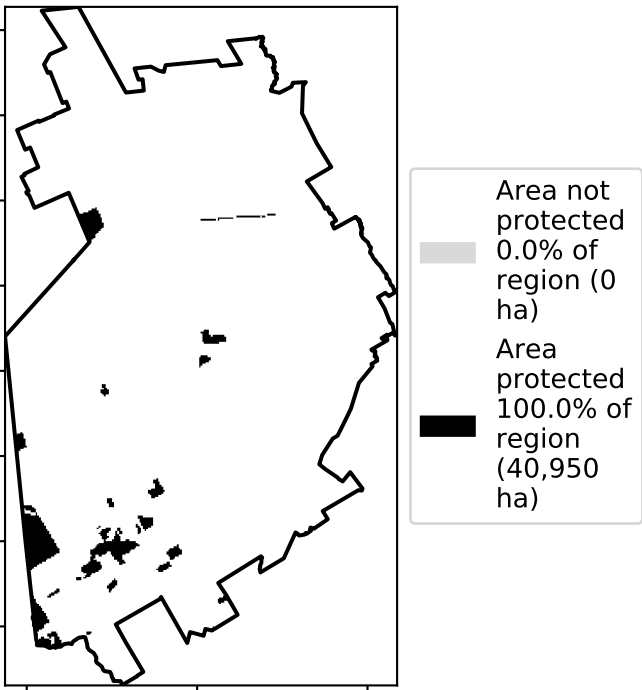 Area not
protected
0.0% of
region (0
ha)
Area
protected
100.0% of
region
(40,950
ha)